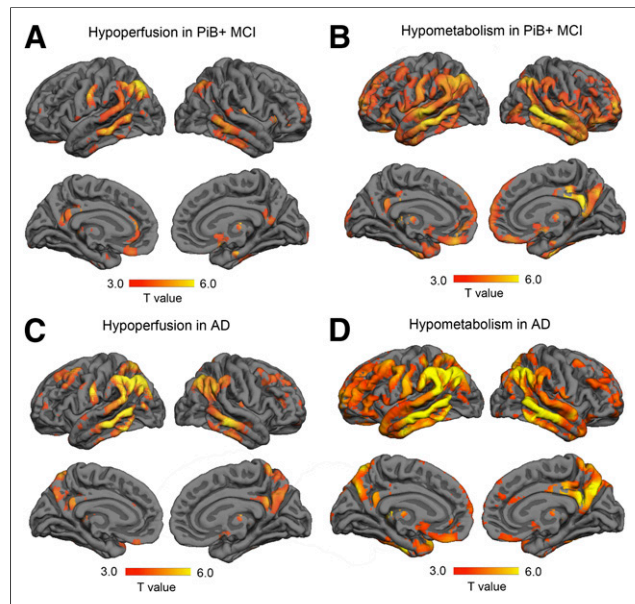 A
Hypoperfusion in PiB+ MCI
3.0 6.0
T value
B
Hypometabolism in PiB+ MCI
3.0 6.0
T value
C
Hypoperfusion in AD
3.0 6.0
T value
D
Hypometabolism in AD
3.0 6.0
T value